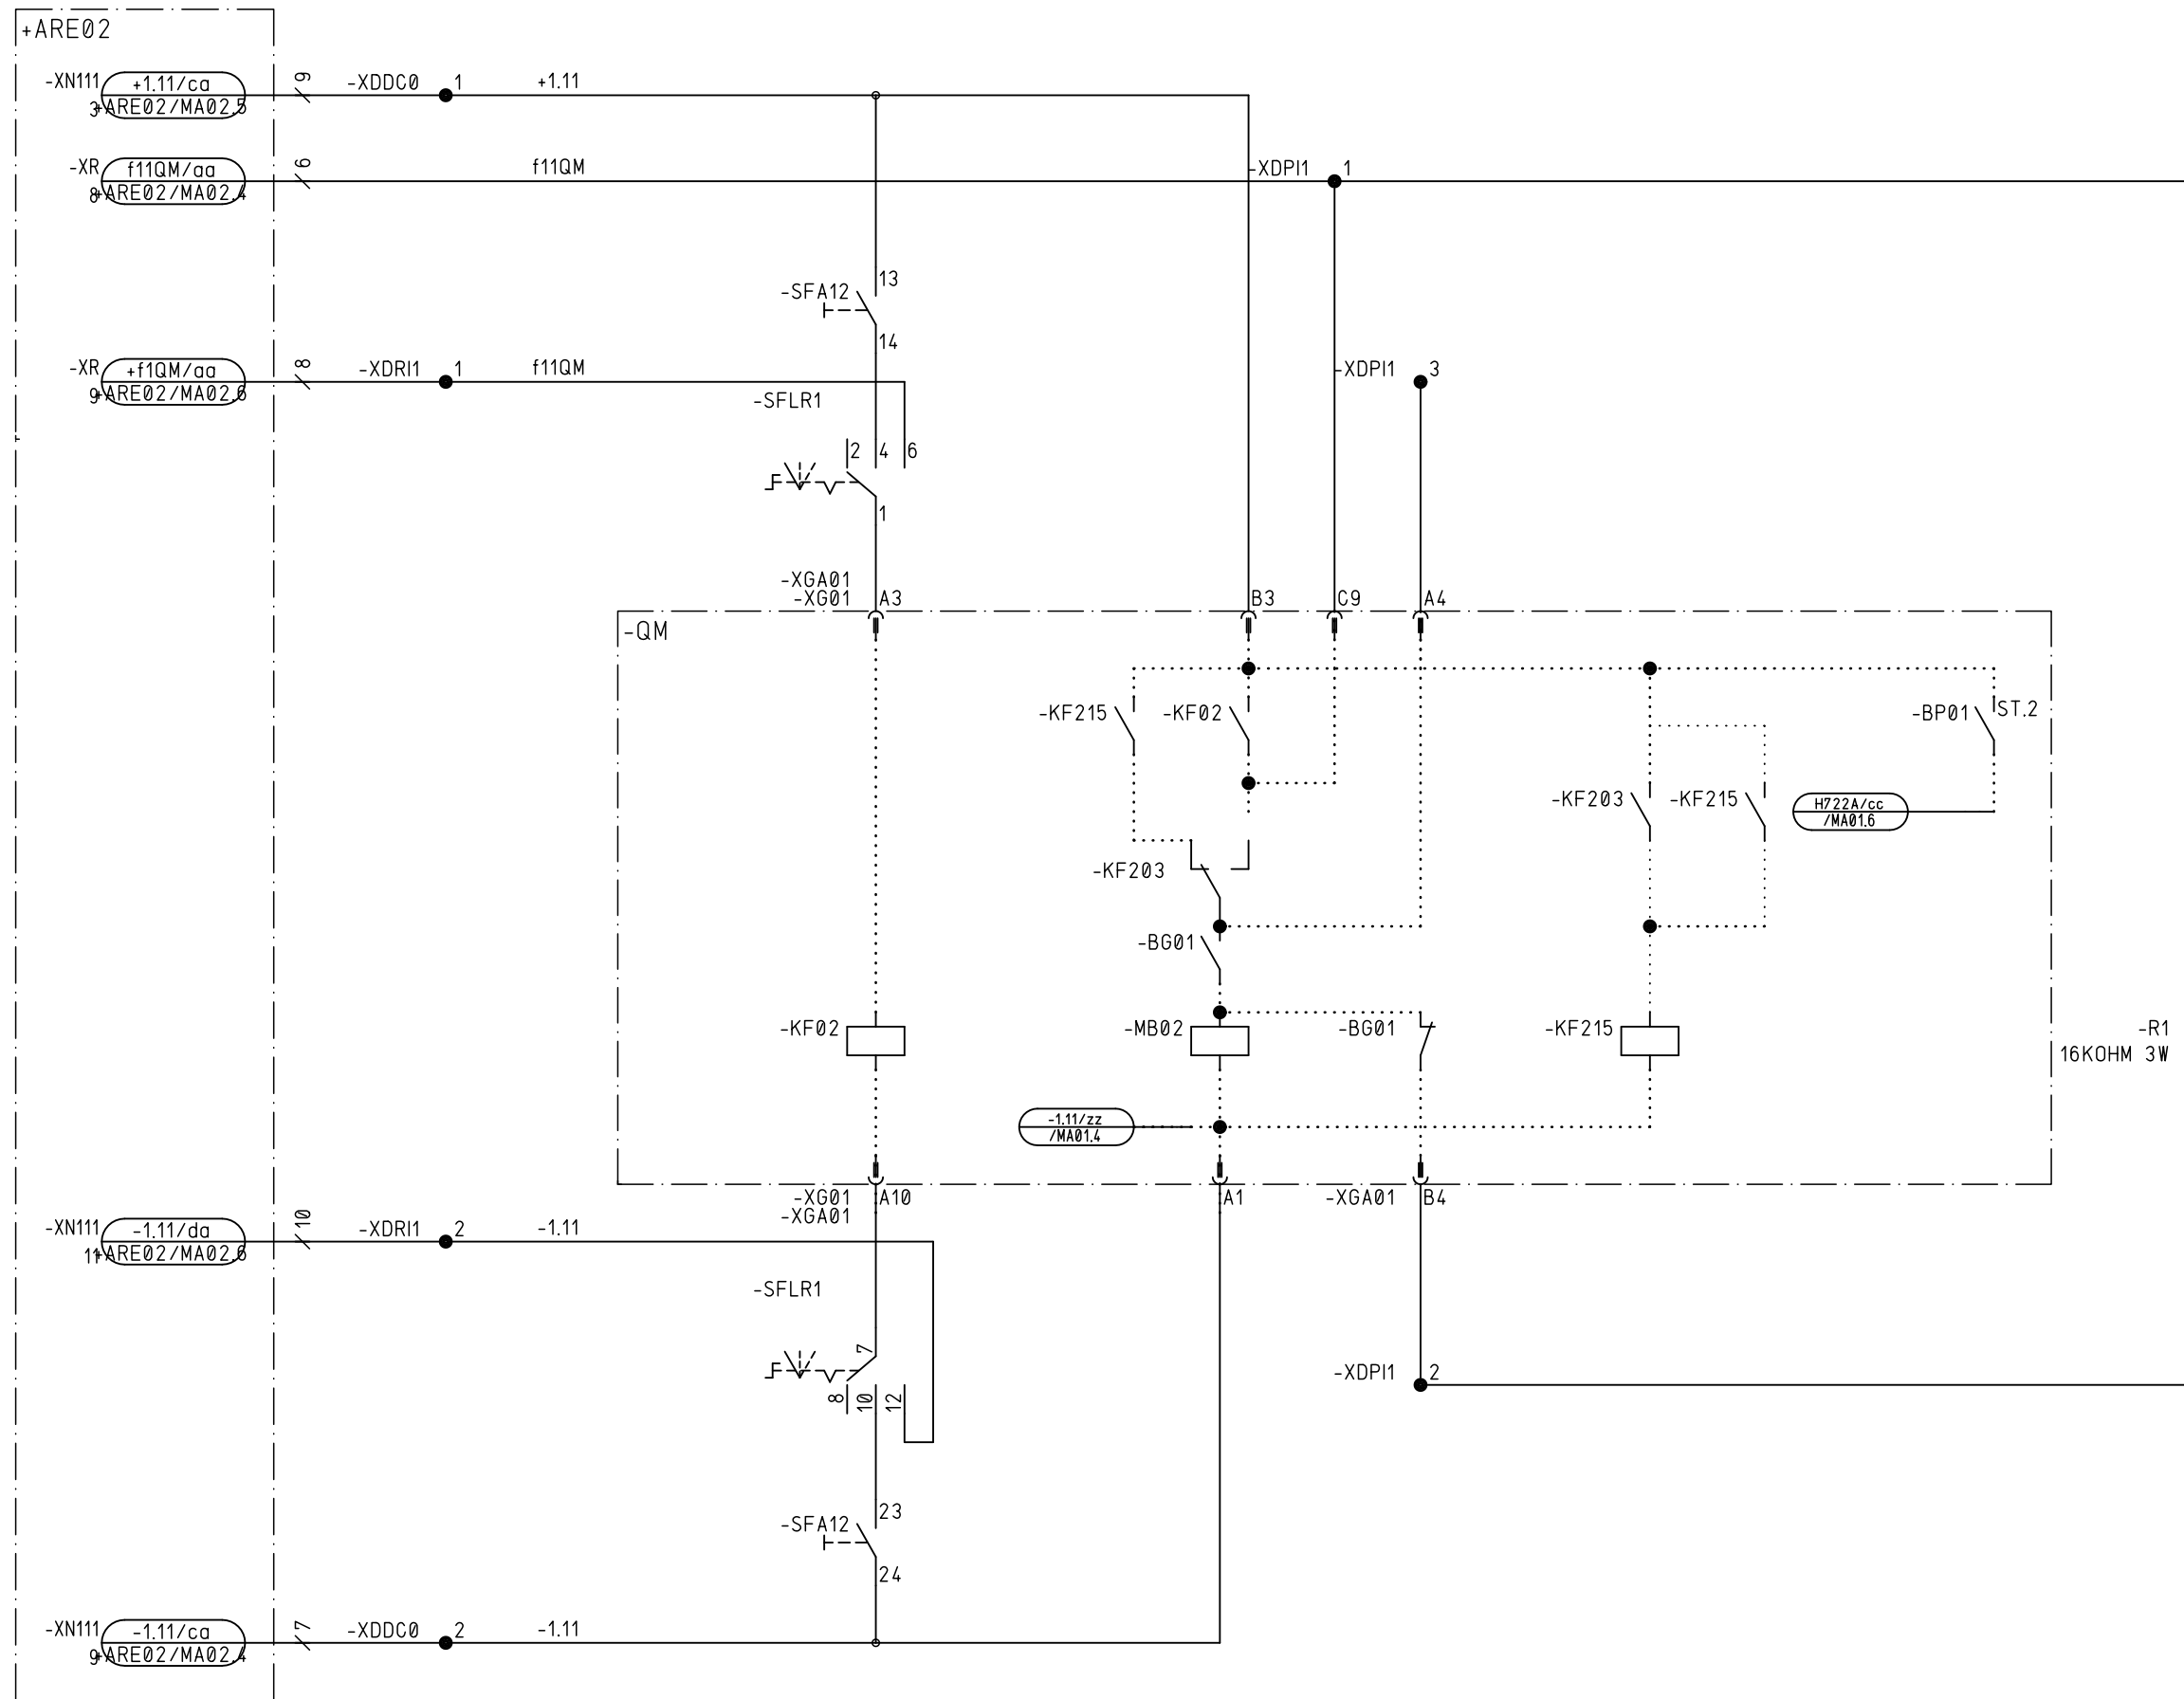 +ARE02
-XN111
+1.11/ca
3
+ARE02/MA02.5
9
-XDDC0
1
+1.11
-XR
f11QM/aa
8
+ARE02/MA02.4
6
f11QM
-XDPI1
1
-SFA12
13
14
-XR
+f1QM/aa
9
+ARE02/MA02.6
8
-XDRI1
1
f11QM
-XDPI1
3
-SFLR1
2
4
6
1
-XGA01
-XG01
A3
B3
C9
A4
-QM
-KF215
-KF02
-BP01
ST.2
-KF203
-KF215
H722A/cc
/MA01.6
-KF203
-BG01
-KF02
-MB02
-BG01
-KF215
-R1
16KOHM 3W
-1.11/zz
/MA01.4
-XG01
A10
A1
-XGA01
B4
-XGA01
-XN111
-1.11/da
11
+ARE02/MA02.6
10
-XDRI1
2
-1.11
-SFLR1
7
8
10
12
-XDPI1
2
-SFA12
23
24
-XN111
-1.11/ca
9
+ARE02/MA02.4
7
-XDDC0
2
-1.11